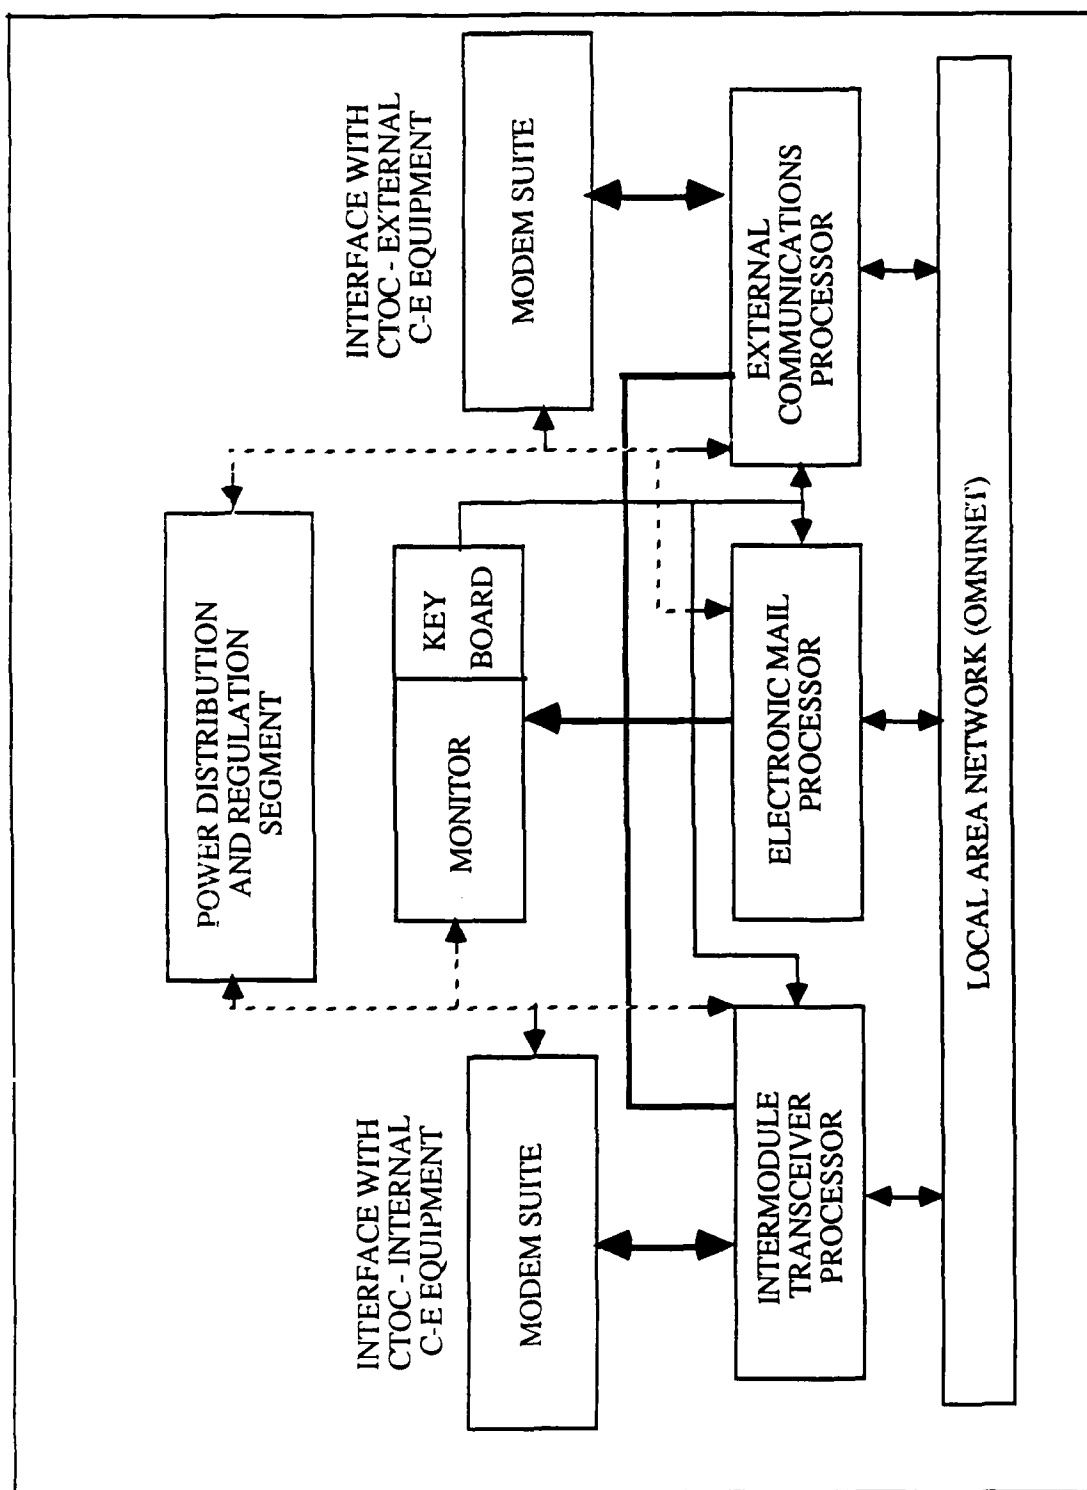 POWER DISTRIBUTION
AND REGULATION
SEGMENT
INTERFACE WITH
CTOC - INTERNAL
C-E EQUIPMENT
INTERFACE WITH
CTOC - EXTERNAL
C-E EQUIPMENT
MODEM SUITE
MONITOR
KEY
BOARD
MODEM SUITE
INTERMODULE
TRANSCEIVER
PROCESSOR
ELECTRONIC MAIL
PROCESSOR
EXTERNAL
COMMUNICATIONS
PROCESSOR
LOCAL AREA NETWORK (OMNINET)